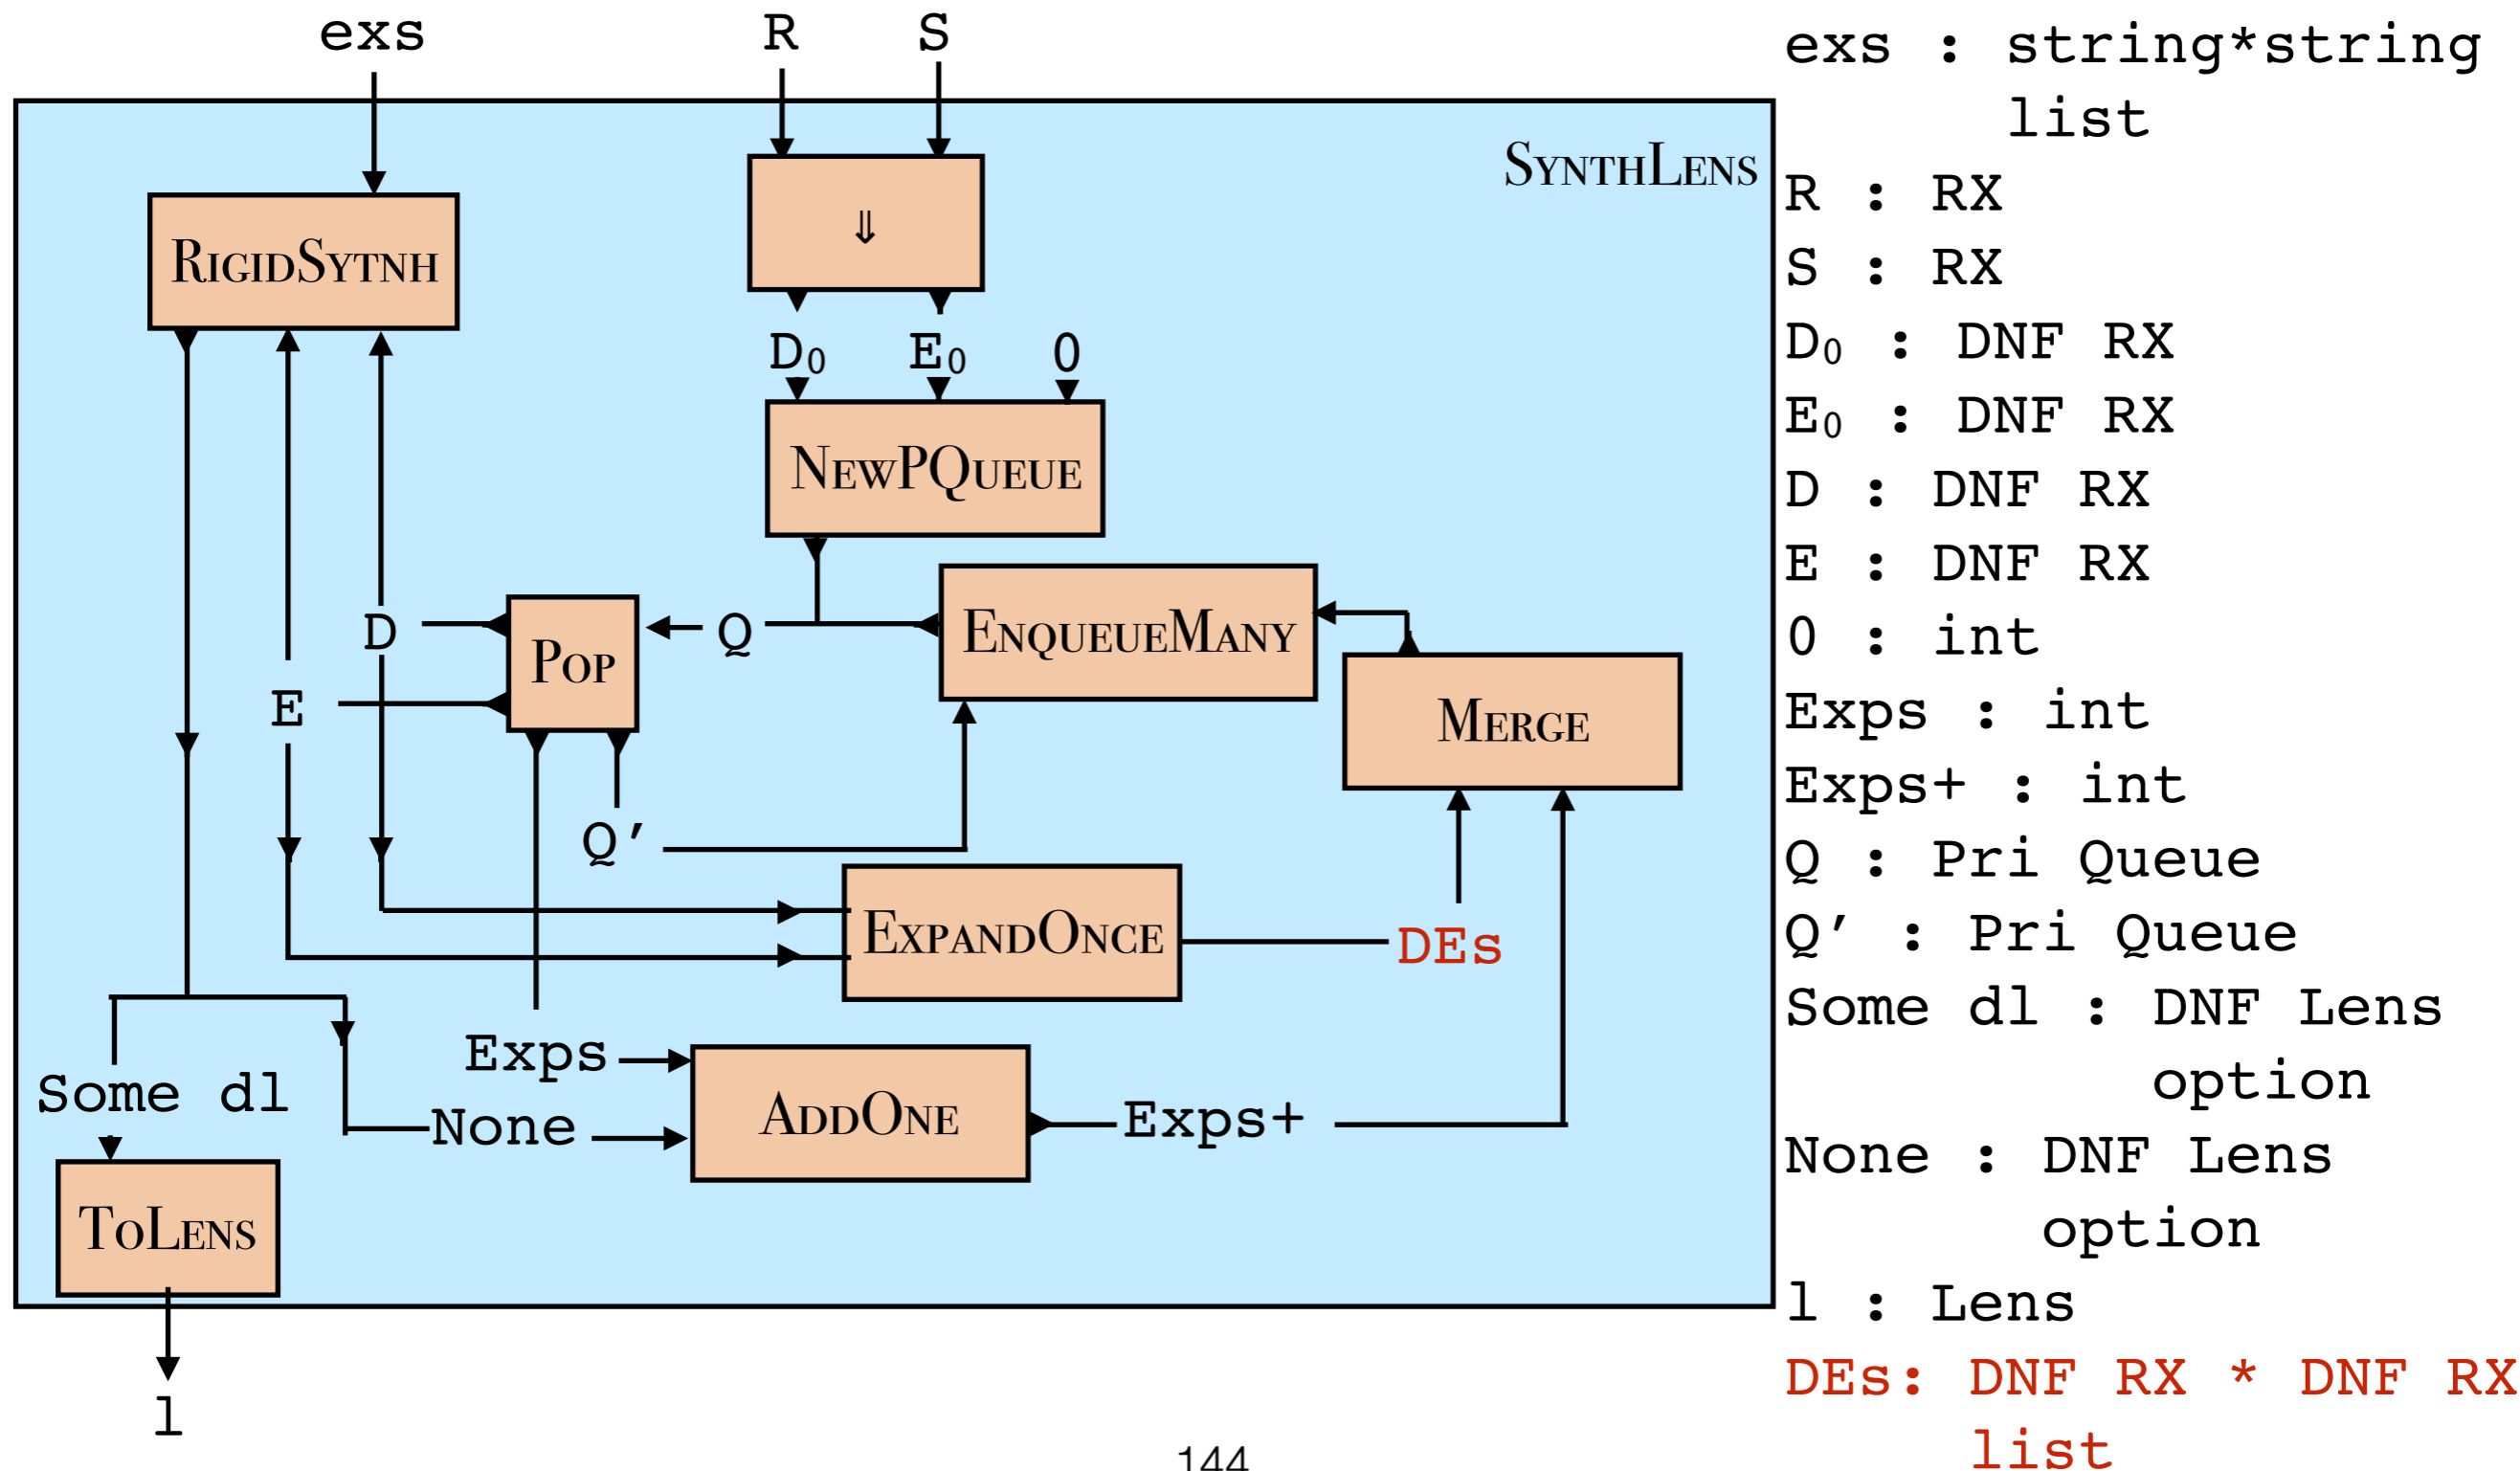 exs
R
S
SynthLens
RigidSytnh
⇓
D₀
E₀
0
NewPQueue
EnqueueMany
D
Pop
Q
Merge
E
Q’
ExpandOnce
DEs
Exps
Some dl
None
AddOne
Exps+
ToLens
l
exs : string*string
list
R : RX
S : RX
D₀ : DNF RX
E₀ : DNF RX
D : DNF RX
E : DNF RX
0 : int
Exps : int
Exps+ : int
Q : Pri Queue
Q’ : Pri Queue
Some dl : DNF Lens
option
None : DNF Lens
option
l : Lens
DEs: DNF RX * DNF RX
list
144